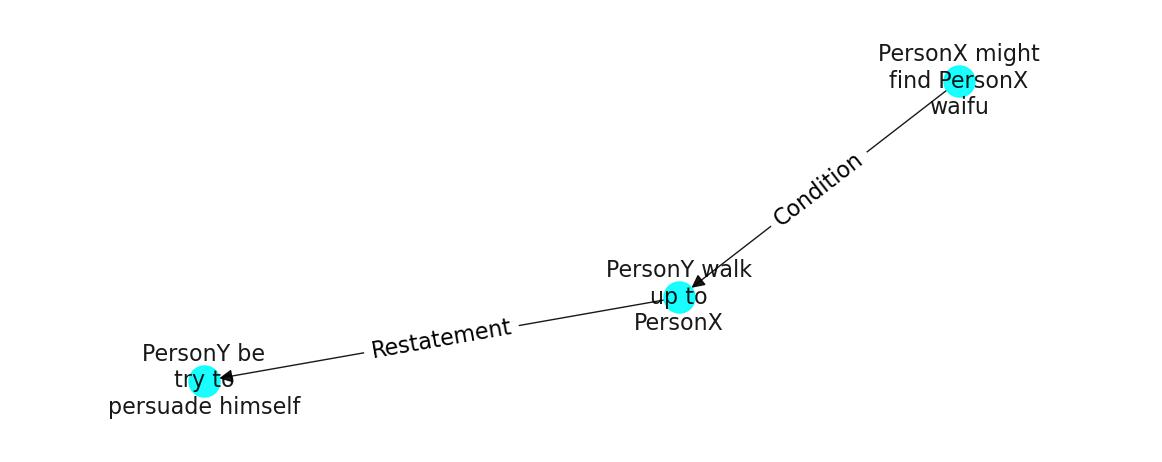 PersonX might
find PersonX
waifu
Condition
PersonY walk
up to
PersonX
Restatement
PersonY be
try to
persuade himself